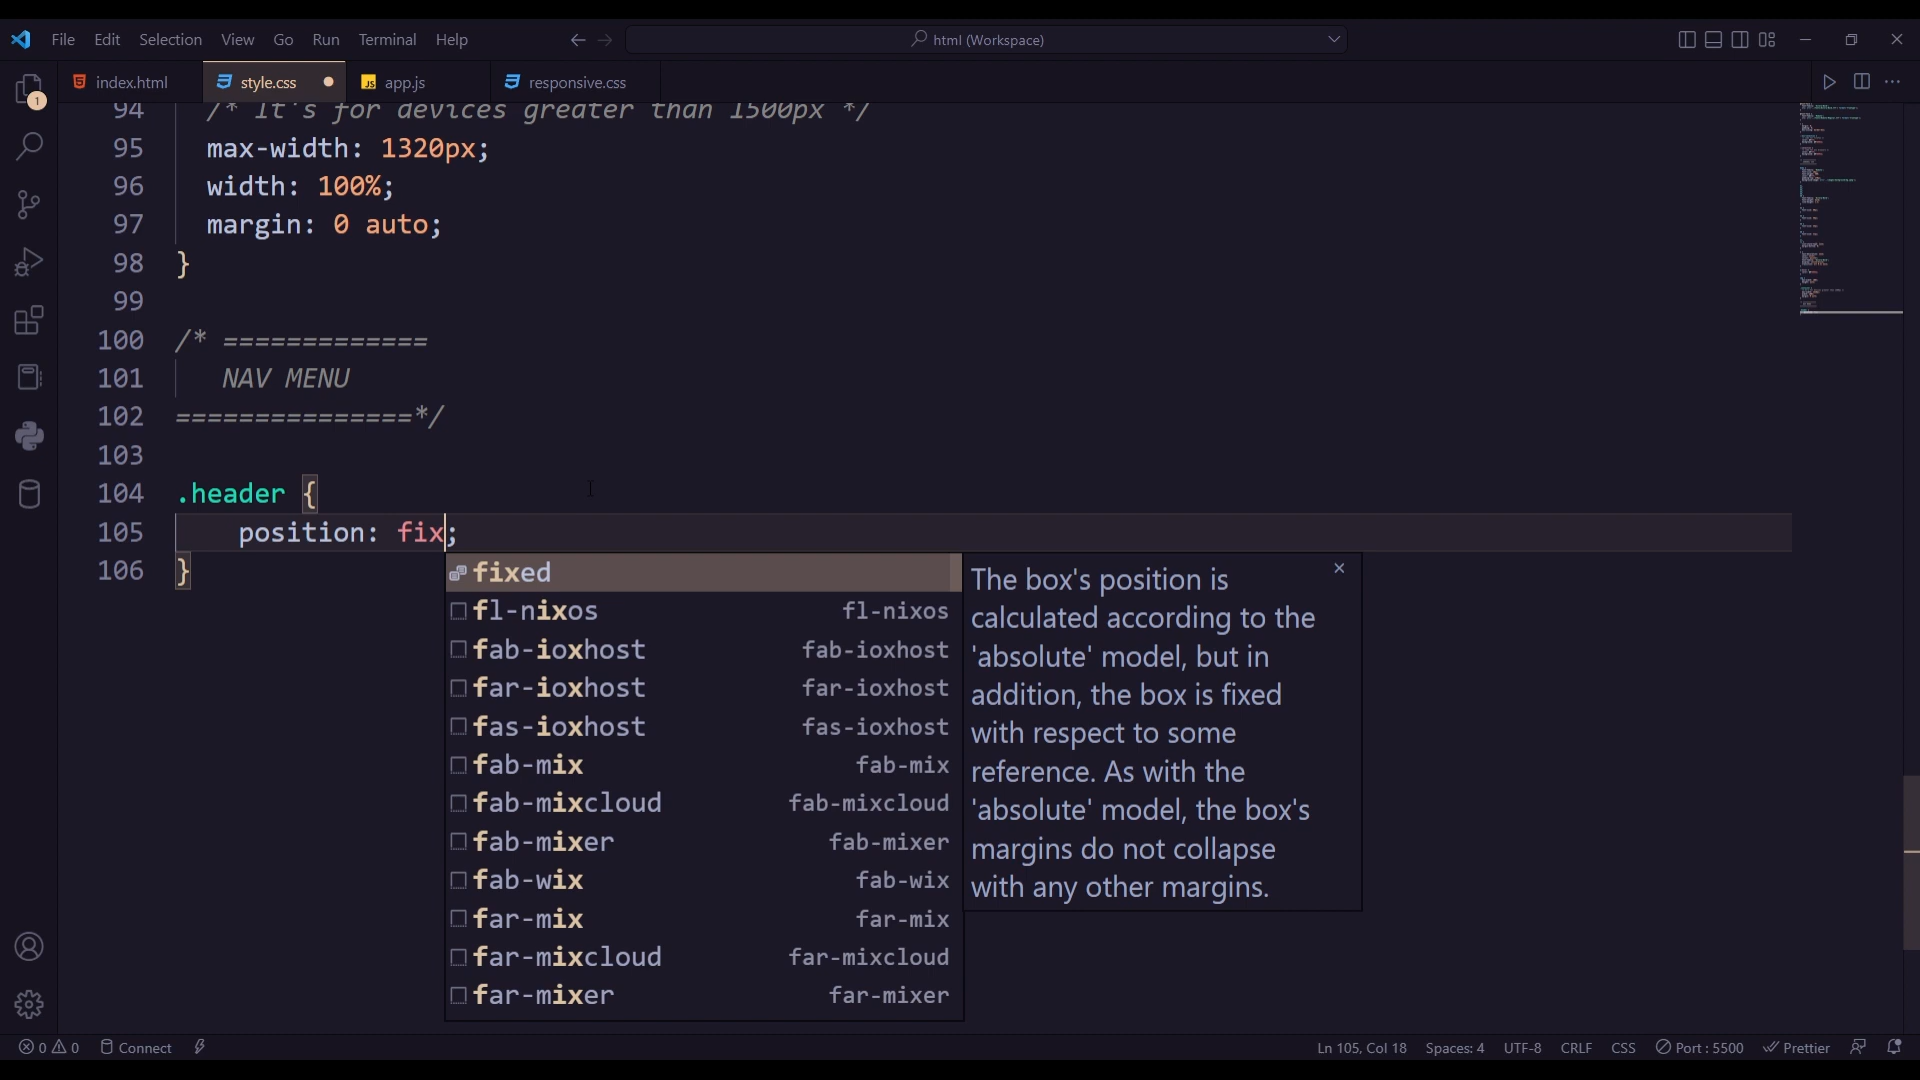 File Edit Selection View Go Run Terminal Help
html (Workspace)
index.html style.css app.js responsive.css
1
94 /* It's for devices greater than 1500px */
95 max-width: 1320px;
96 width: 100%;
97 margin: 0 auto;
98 }
99
100 /* =============
101 NAV MENU
102 ===============*/
103
104 .header {
105 position: fix;
106 }
fixed
fl-nixos fl-nixos
fab-ioxhost fab-ioxhost
far-ioxhost far-ioxhost
fas-ioxhost fas-ioxhost
fab-mix fab-mix
fab-mixcloud fab-mixcloud
fab-mixer fab-mixer
fab-wix fab-wix
far-mix far-mix
far-mixcloud far-mixcloud
far-mixer far-mixer
The box's position is
calculated according to the
'absolute' model, but in
addition, the box is fixed
with respect to some
reference. As with the
'absolute' model, the box's
margins do not collapse
with any other margins.
0 0 Connect Ln 105, Col 18 Spaces: 4 UTF-8 CRLF CSS Port : 5500 Prettier